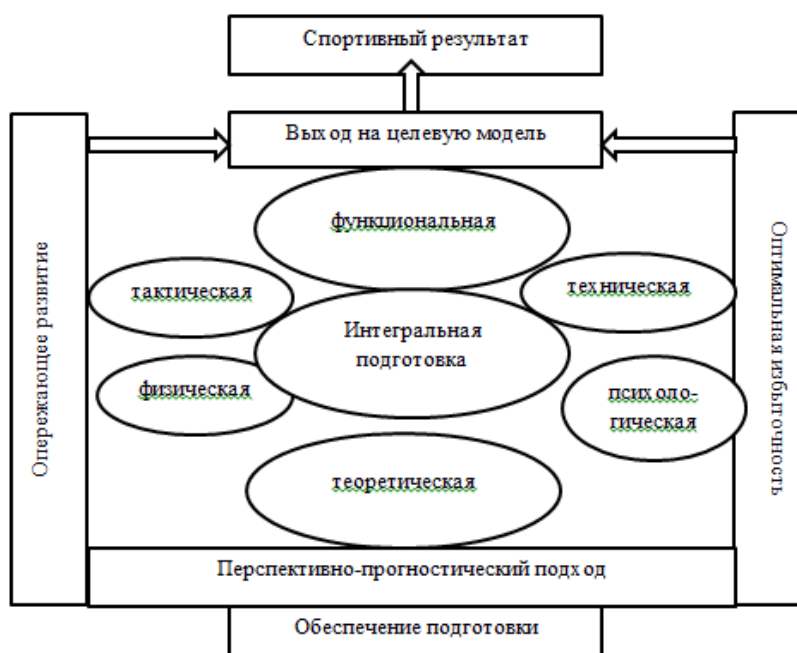 Спортивный результат
Выход на целевую модель
Опережающее развитие
Оптимальная избыточность
функциональная
тактическая
техническая
Интегральная
подготовка
физическая
психоло-
гическая
теоретическая
Перспективно-прогностический подход
Обеспечение подготовки